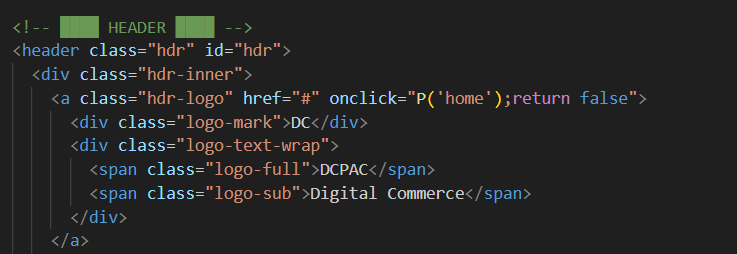 <!-- ████ HEADER ████ -->
<header class="hdr" id="hdr">
<div class="hdr-inner">
<a class="hdr-logo" href="#" onclick="P('home');return false">
<div class="logo-mark">DC</div>
<div class="logo-text-wrap">
<span class="logo-full">DCPAC</span>
<span class="logo-sub">Digital Commerce</span>
</div>
</a>